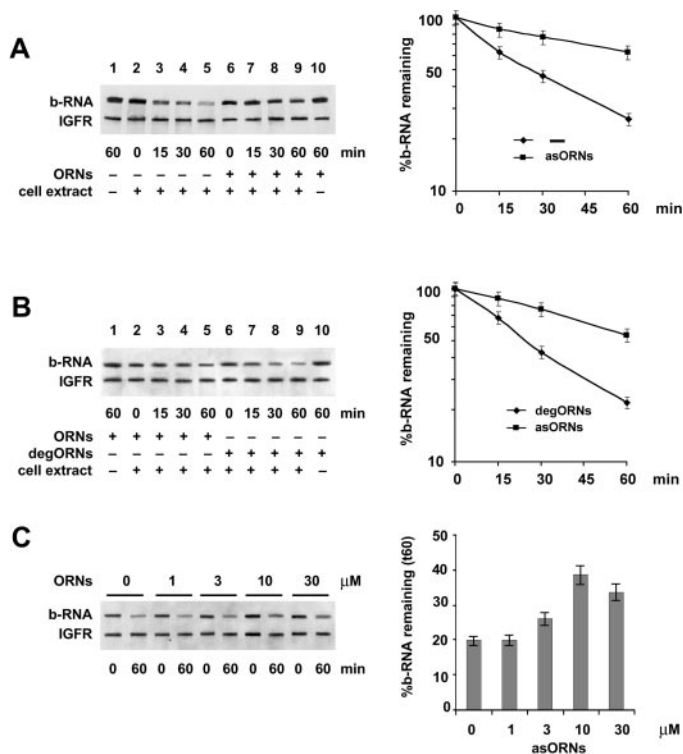 A
1 2 3 4 5 6 7 8 9 10
b-RNA
IGFR
60 0 15 30 60 0 15 30 60 60 min
ORNs – – – – – + + + + +
cell extract – + + + + + + + + –
%b-RNA remaining
100
50
10
asORNs
0 15 30 45 60 min
B
1 2 3 4 5 6 7 8 9 10
b-RNA
IGFR
60 0 15 30 60 0 15 30 60 60 min
ORNs + + + + + – – – – –
degORNs – – – – – + + + + +
cell extract – + + + + + + + + –
%b-RNA remaining
100
50
10
degORNs
asORNs
0 15 30 45 60 min
C
ORNs 0 1 3 10 30 µM
b-RNA
IGFR
0 60 0 60 0 60 0 60 0 60 min
%b-RNA remaining (t60)
50
40
30
20
10
0
0 1 3 10 30 µM
asORNs